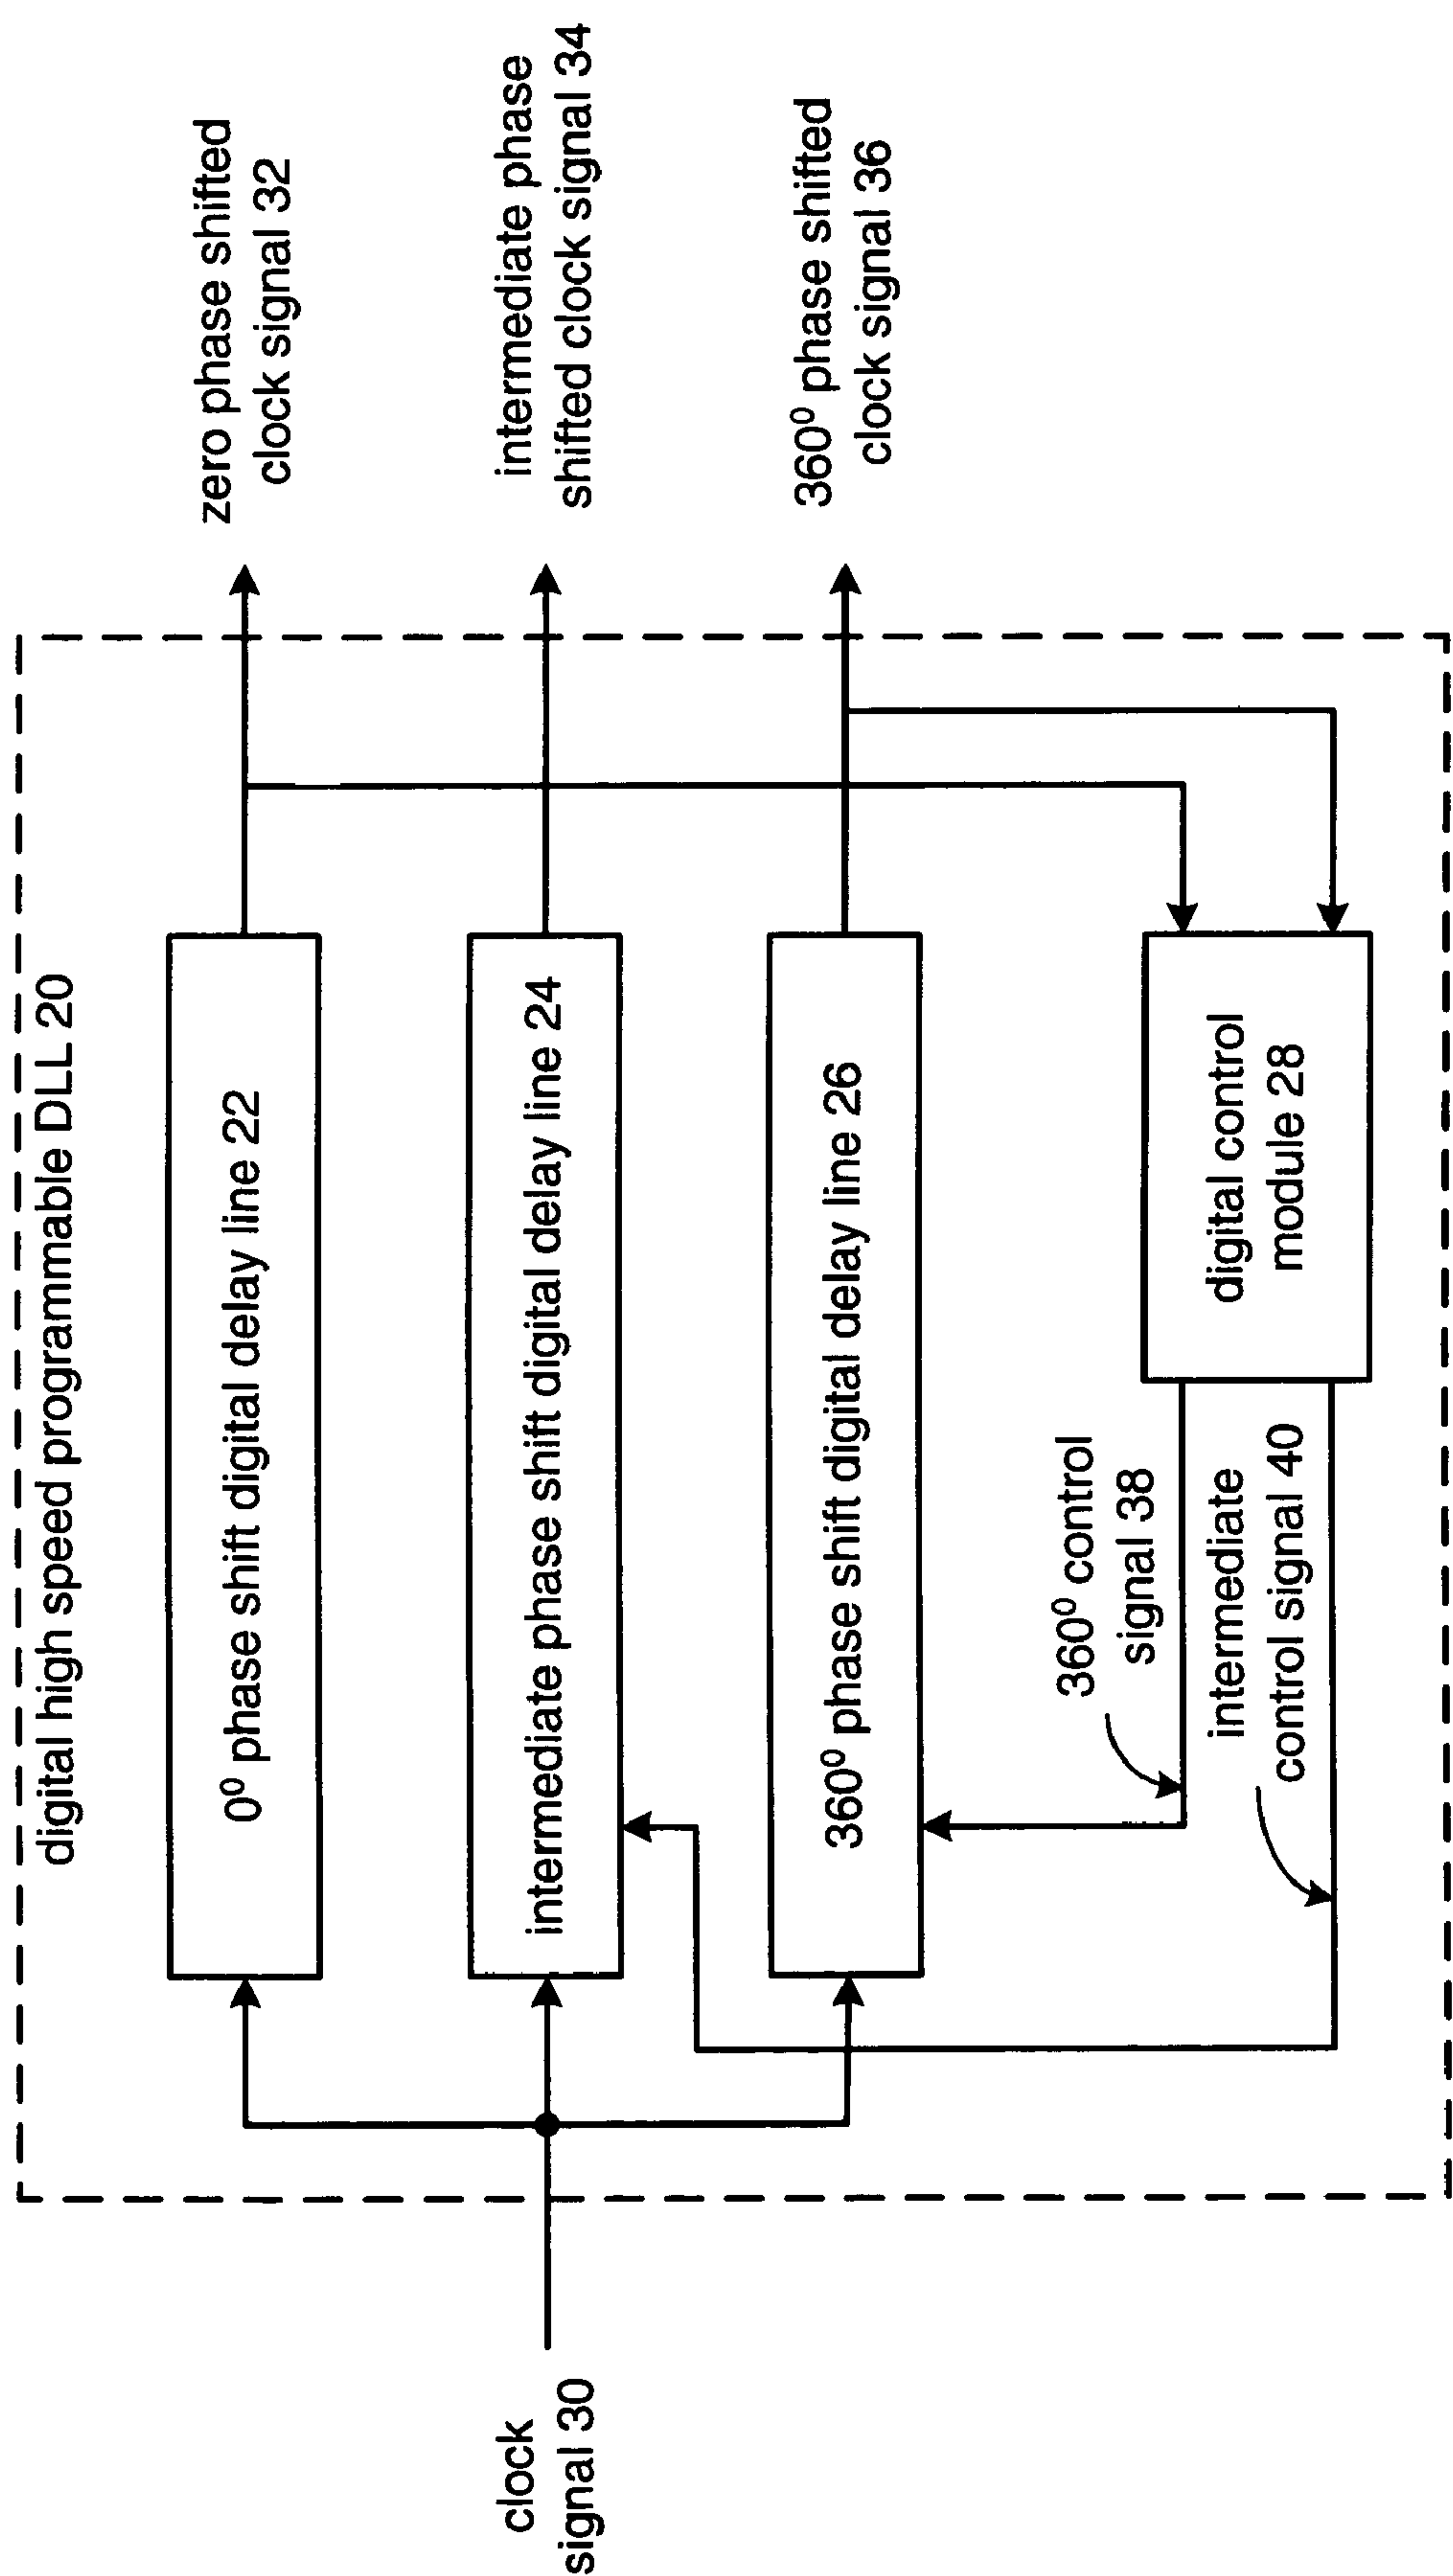 digital high speed programmable DLL 20
0⁰ phase shift digital delay line 22
zero phase shifted
clock signal 32
clock
signal 30
intermediate phase shift digital delay line 24
intermediate phase
shifted clock signal 34
360⁰ phase shift digital delay line 26
360⁰ phase shifted
clock signal 36
360⁰ control
signal 38
intermediate
control signal 40
digital control
module 28